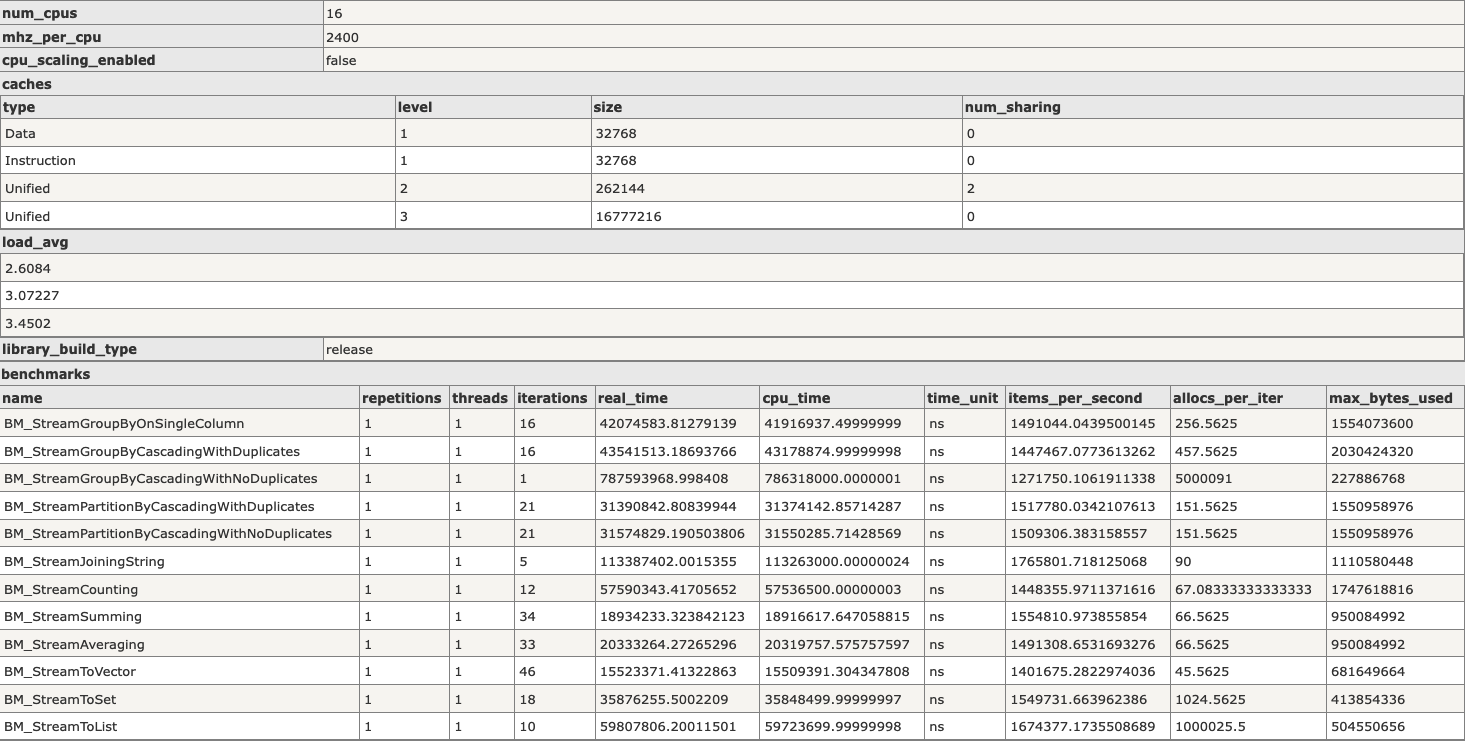 num_cpus 16
mhz_per_cpu 2400
cpu_scaling_enabled false
caches
type level size num_sharing
Data 1 32768 0
Instruction 1 32768 0
Unified 2 262144 2
Unified 3 16777216 0
load_avg
2.6084
3.07227
3.4502
library_build_type release
benchmarks
name repetitions threads iterations real_time cpu_time time_unit items_per_second allocs_per_iter max_bytes_used
BM_StreamGroupByOnSingleColumn 1 1 16 42074583.81279139 41916937.49999999 ns 1491044.0439500145 256.5625 1554073600
BM_StreamGroupByCascadingWithDuplicates 1 1 16 43541513.18693766 43178874.99999998 ns 1447467.0773613262 457.5625 2030424320
BM_StreamGroupByCascadingWithNoDuplicates 1 1 1 787593968.998408 786318000.0000001 ns 1271750.1061911338 5000091 227886768
BM_StreamPartitionByCascadingWithDuplicates 1 1 21 31390842.80839944 31374142.85714287 ns 1517780.0342107613 151.5625 1550958976
BM_StreamPartitionByCascadingWithNoDuplicates 1 1 21 31574829.190503806 31550285.71428569 ns 1509306.383158557 151.5625 1550958976
BM_StreamJoiningString 1 1 5 113387402.0015355 113263000.00000024 ns 1765801.718125068 90 1110580448
BM_StreamCounting 1 1 12 57590343.41705652 57536500.00000003 ns 1448355.9711371616 67.08333333333333 1747618816
BM_StreamSumming 1 1 34 18934233.323842123 18916617.647058815 ns 1554810.973855854 66.5625 950084992
BM_StreamAveraging 1 1 33 20333264.27265296 20319757.575757597 ns 1491308.6531693276 66.5625 950084992
BM_StreamToVector 1 1 46 15523371.41322863 15509391.304347808 ns 1401675.2822974036 45.5625 681649664
BM_StreamToSet 1 1 18 35876255.5002209 35848499.99999997 ns 1549731.663962386 1024.5625 413854336
BM_StreamToList 1 1 10 59807806.20011501 59723699.99999998 ns 1674377.1735508689 1000025.5 504550656